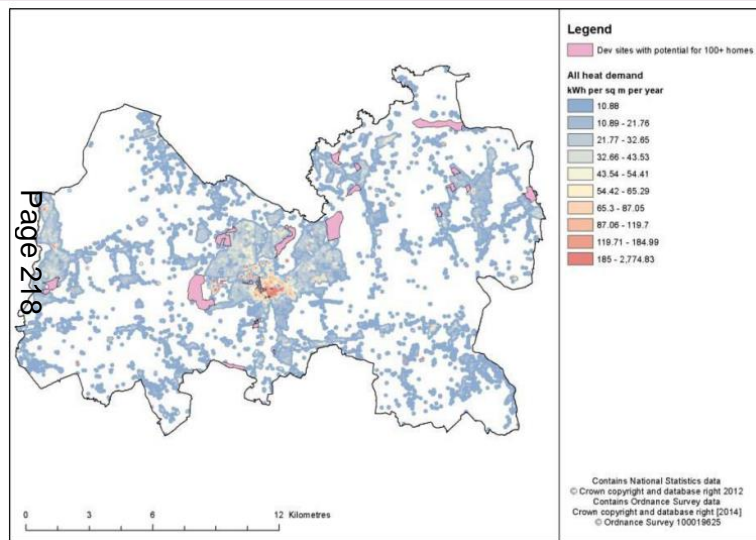 Page 218
Legend
Dev sites with potential for 100+ homes
All heat demand
kWh per sq m per year
10.88
10.89 - 21.76
21.77 - 32.65
32.66 - 43.53
43.54 - 54.41
54.42 - 65.29
65.3 - 87.05
87.06 - 119.7
119.71 - 184.99
185 - 2,774.83
0 3 6 12 Kilometres
Contains National Statistics data
© Crown copyright and database right 2012
Contains Ordnance Survey data
Crown copyright and database right [2014]
© Ordnance Survey 100019625